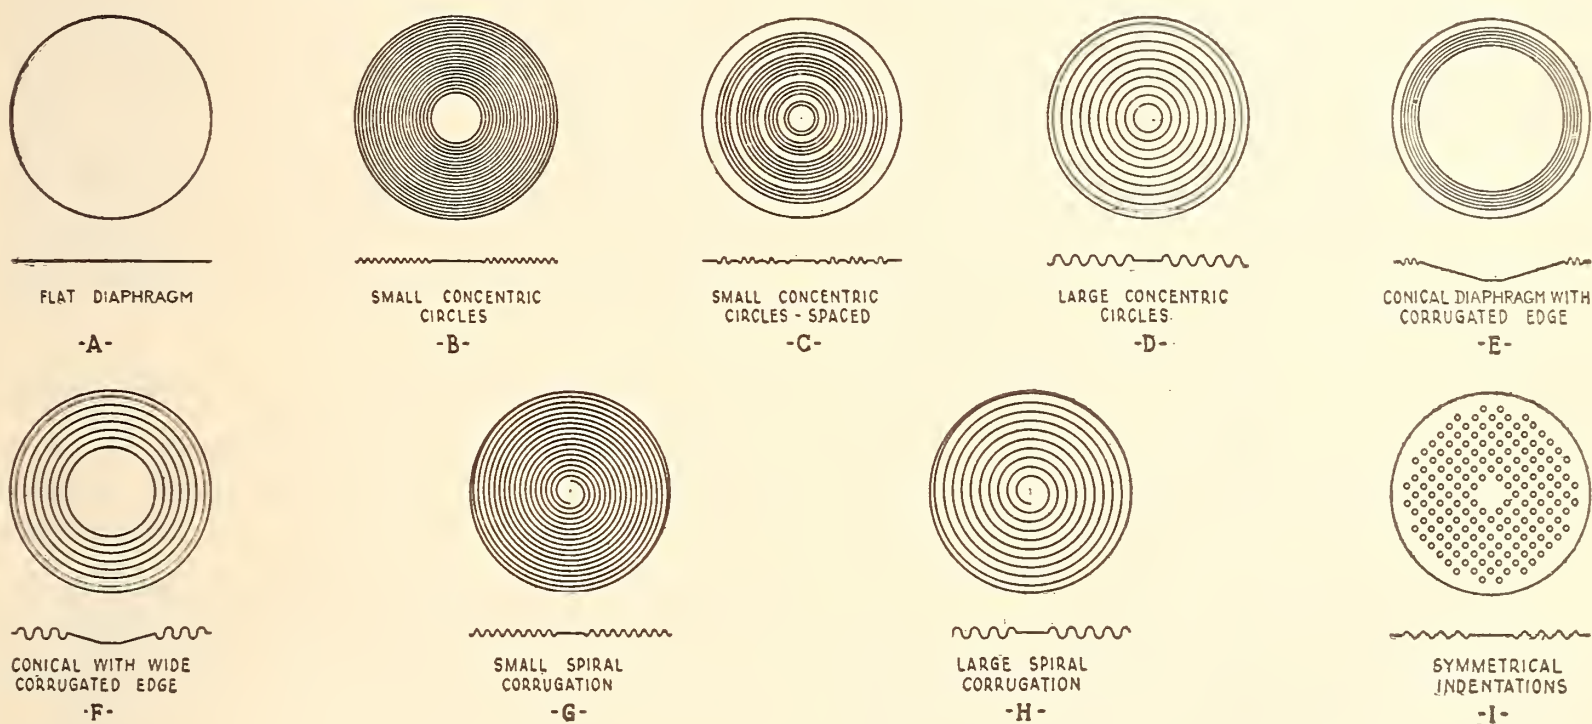 FLAT DIAPHRAGM
-A-
SMALL CONCENTRIC
CIRCLES
-B-
SMALL CONCENTRIC
CIRCLES - SPACED
-C-
LARGE CONCENTRIC
CIRCLES
-D-
CONICAL DIAPHRAGM WITH
CORRUGATED EDGE
-E-
CONICAL WITH WIDE
CORRUGATED EDGE
-F-
SMALL SPIRAL
CORRUGATION
-G-
LARGE SPIRAL
CORRUGATION
-H-
SYMMETRICAL
INDENTATIONS
-I-